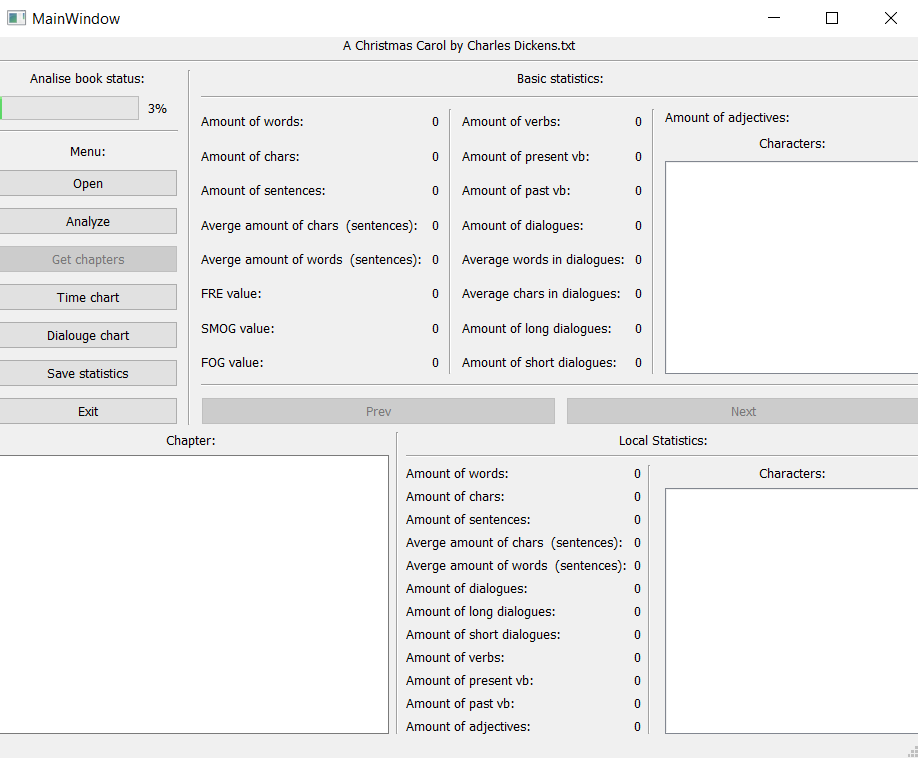 MainWindow
A Christmas Carol by Charles Dickens.txt
Analise book status:
3%
Menu:
Open
Analyze
Get chapters
Time chart
Dialouge chart
Save statistics
Exit
Basic statistics:
Amount of words: 0
Amount of chars: 0
Amount of sentences: 0
Averge amount of chars (sentences): 0
Averge amount of words (sentences): 0
FRE value: 0
SMOG value: 0
FOG value: 0
Amount of verbs: 0
Amount of present vb: 0
Amount of past vb: 0
Amount of dialogues: 0
Average words in dialogues: 0
Average chars in dialogues: 0
Amount of long dialogues: 0
Amount of short dialogues: 0
Amount of adjectives:
Characters:
Prev
Next
Chapter:
Local Statistics:
Amount of words: 0
Amount of chars: 0
Amount of sentences: 0
Averge amount of chars (sentences): 0
Averge amount of words (sentences): 0
Amount of dialogues: 0
Amount of long dialogues: 0
Amount of short dialogues: 0
Amount of verbs: 0
Amount of present vb: 0
Amount of past vb: 0
Amount of adjectives: 0
Characters: